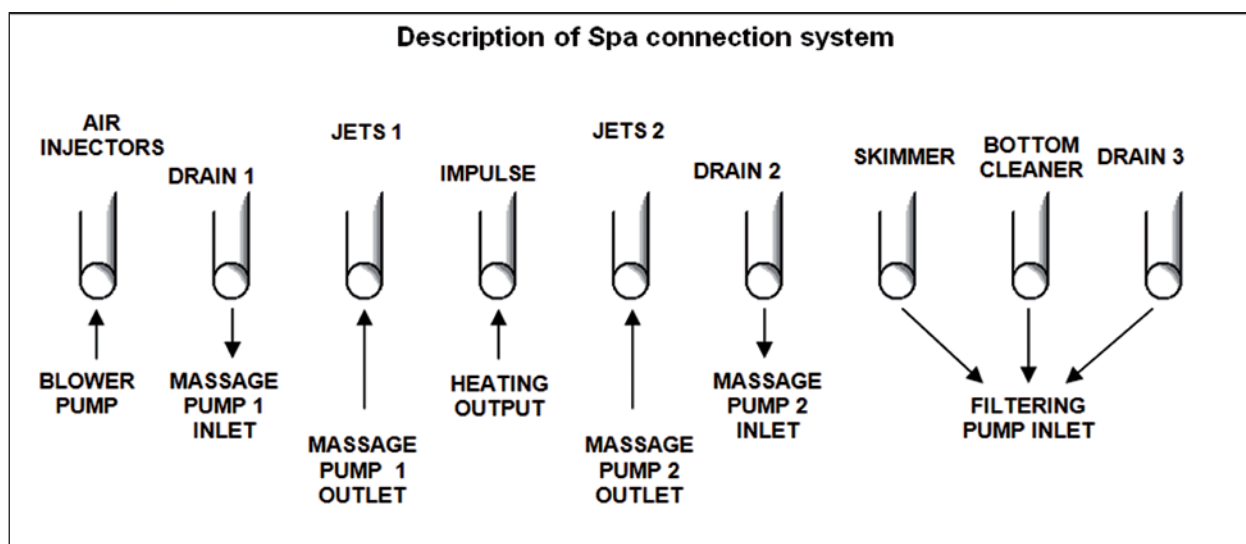 Description of Spa connection system
AIR
INJECTORS
DRAIN 1
JETS 1
IMPULSE
JETS 2
DRAIN 2
SKIMMER
BOTTOM
CLEANER
DRAIN 3
BLOWER
PUMP
MASSAGE
PUMP 1
INLET
MASSAGE
PUMP 1
OUTLET
HEATING
OUTPUT
MASSAGE
PUMP 2
OUTLET
MASSAGE
PUMP 2
INLET
FILTERING
PUMP INLET